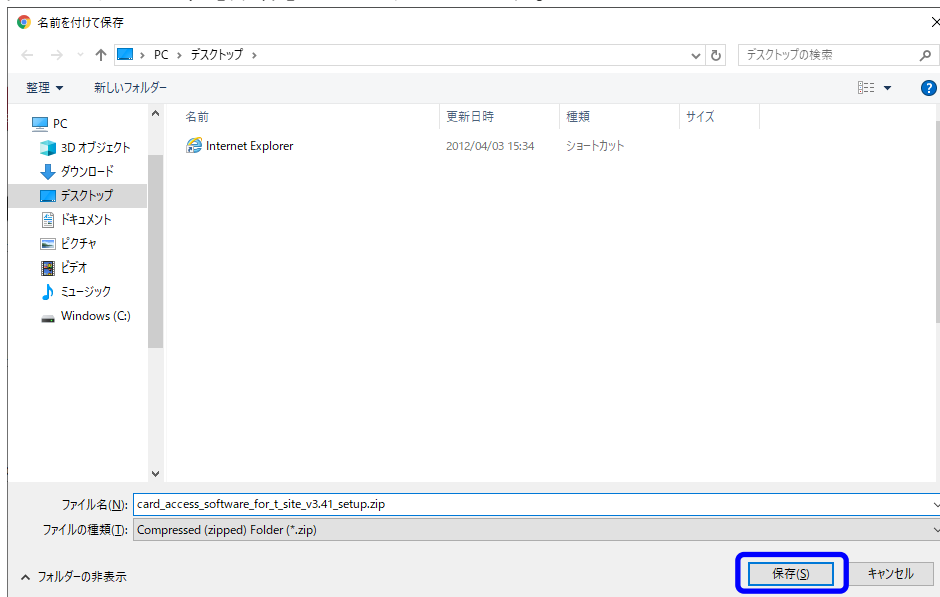 名前を付けて保存
PC › デスクトップ ›
デスクトップの検索
整理
新しいフォルダー
名前 更新日時 種類 サイズ
Internet Explorer 2012/04/03 15:34 ショートカット
PC
3D オブジェクト
ダウンロード
デスクトップ
ドキュメント
ピクチャ
ビデオ
ミュージック
Windows (C:)
ファイル名(N): card_access_software_for_t_site_v3.41_setup.zip
ファイルの種類(T): Compressed (zipped) Folder (*.zip)
フォルダーの非表示
保存(S)
キャンセル